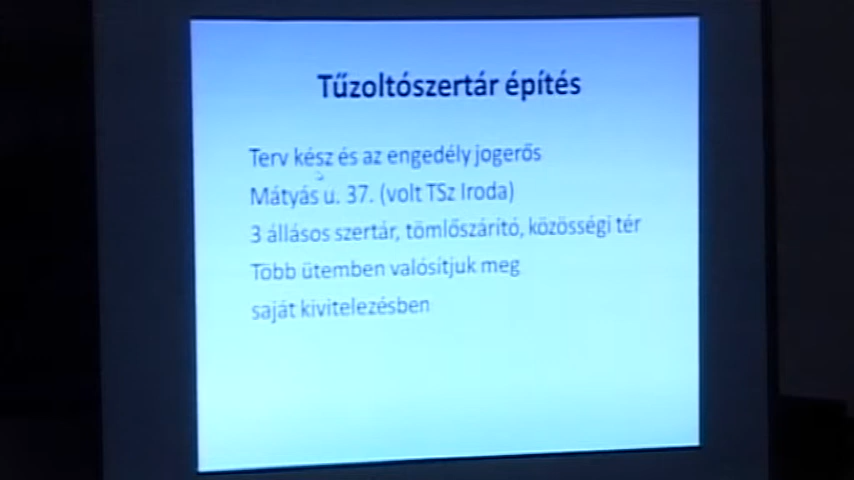 Tűzoltószertár építés
Terv kész és az engedély jogerős
Mátyás u. 37. (volt TSz Iroda)
3 állásos szertár, tömlőszárító, közösségi tér
Több ütemben valósítjuk meg
saját kivitelezésben